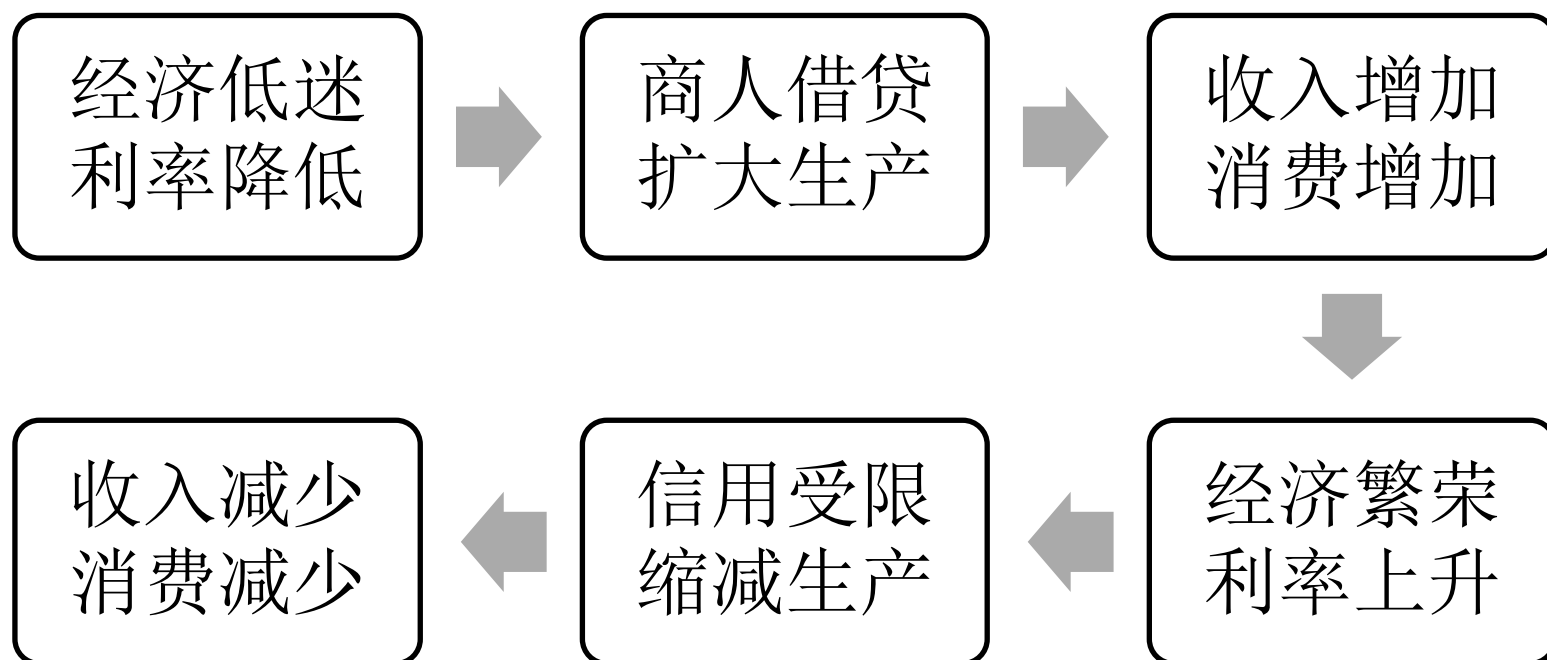 经济低迷
利率降低
商人借贷
扩大生产
收入增加
消费增加
经济繁荣
利率上升
信用受限
缩减生产
收入减少
消费减少